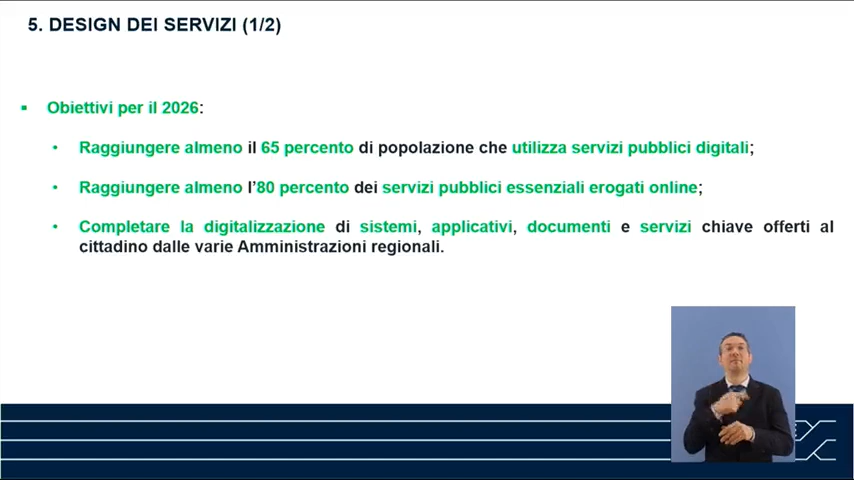 5. DESIGN DEI SERVIZI (1/2)
Obiettivi per il 2026:
Raggiungere almeno il 65 percento di popolazione che utilizza servizi pubblici digitali;
Raggiungere almeno l'80 percento dei servizi pubblici essenziali erogati online;
Completare la digitalizzazione di sistemi, applicativi, documenti e servizi chiave offerti al
cittadino dalle varie Amministrazioni regionali.